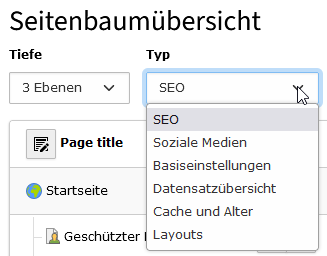 Seitenbaumübersicht
Tiefe
Typ
3 Ebenen
SEO
SEO
Soziale Medien
Basiseinstellungen
Datensatzübersicht
Cache und Alter
Layouts
Page title
Startseite
Geschützter